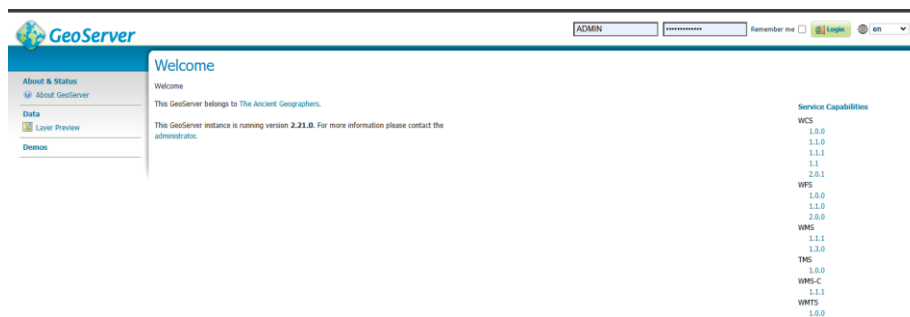 GeoServer
ADMIN
•••••••••••••
Remember me
Login
en
About & Status
About GeoServer
Data
Layer Preview
Demos
Welcome
Welcome
This GeoServer belongs to The Ancient Geographers.
This GeoServer instance is running version 2.21.0. For more information please contact the
administrator.
Service Capabilities
WCS
1.0.0
1.1.0
1.1.1
1.1
2.0.1
WFS
1.0.0
1.1.0
2.0.0
WMS
1.1.1
1.3.0
TMS
1.0.0
WMS-C
1.1.1
WMTS
1.0.0